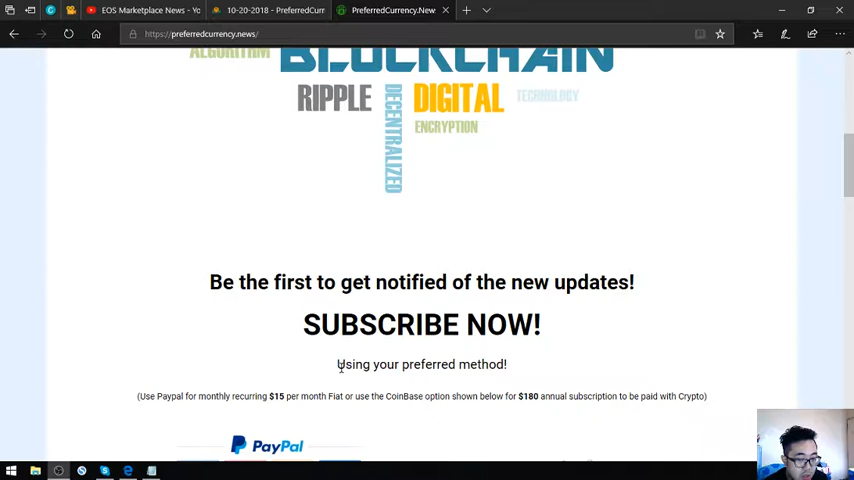 EOS Marketplace News - Yo
10-20-2018 - PreferredCurr
PreferredCurrency.New
https://preferredcurrency.news/
ALGORITHM
BLOCKCHAIN
RIPPLE
DECENTRALIZED
DIGITAL
TECHNOLOGY
ENCRYPTION
Be the first to get notified of the new updates!
SUBSCRIBE NOW!
Using your preferred method!
(Use Paypal for monthly recurring $15 per month Fiat or use the CoinBase option shown below for $180 annual subscription to be paid with Crypto)
PayPal